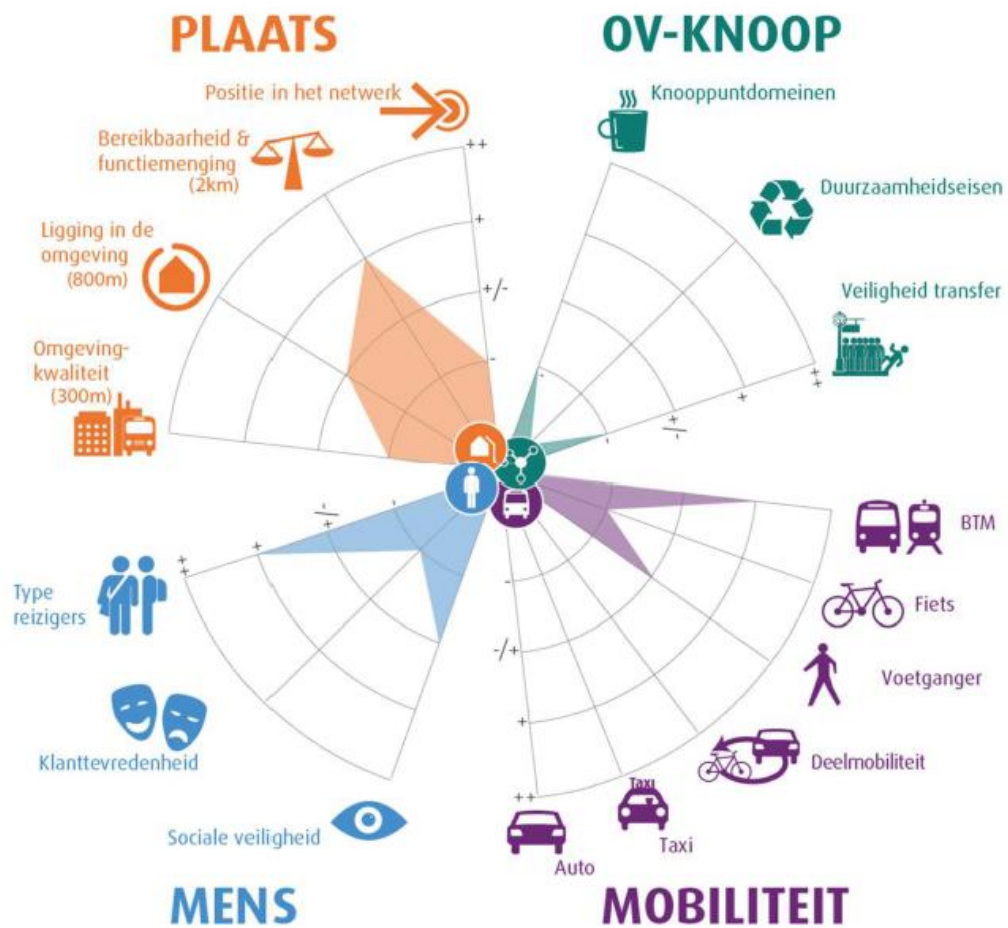 PLAATS
OV-KNOOP
Positie in het netwerk
Knooppuntdomeinen
Bereikbaarheid &
functiemenging
(2km)
++
Duurzaamheidseisen
Ligging in de
omgeving
(800m)
+
Veiligheid transfer
+/-
Omgeving-
kwaliteit
(300m)
-
-
++
+
+/-
-
-
+/-
+
++
BTM
Type
reizigers
Fiets
-
-/+
Voetganger
+
Klanttevredenheid
Deelmobiliteit
++
Taxi
Sociale veiligheid
Taxi
Auto
MENS
MOBILITEIT